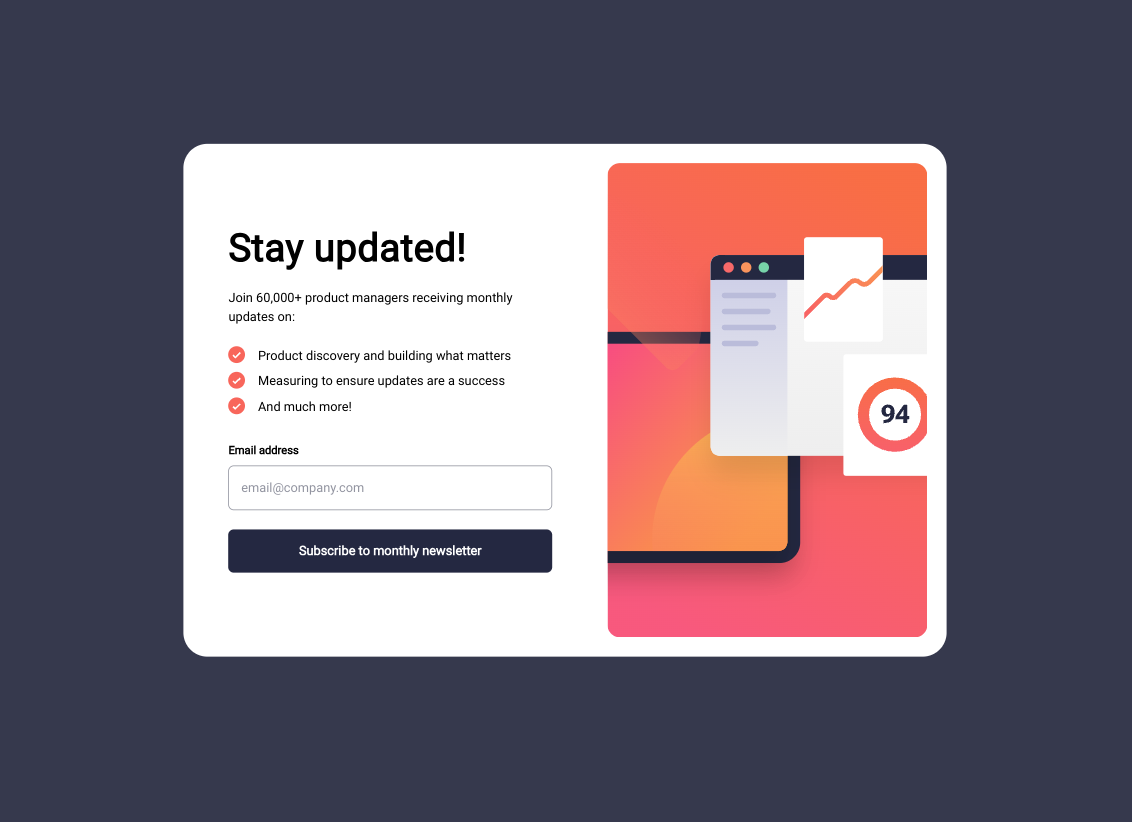 Stay updated!
Join 60,000+ product managers receiving monthly
updates on:
Product discovery and building what matters
Measuring to ensure updates are a success
And much more!
Email address
email@company.com
Subscribe to monthly newsletter
94